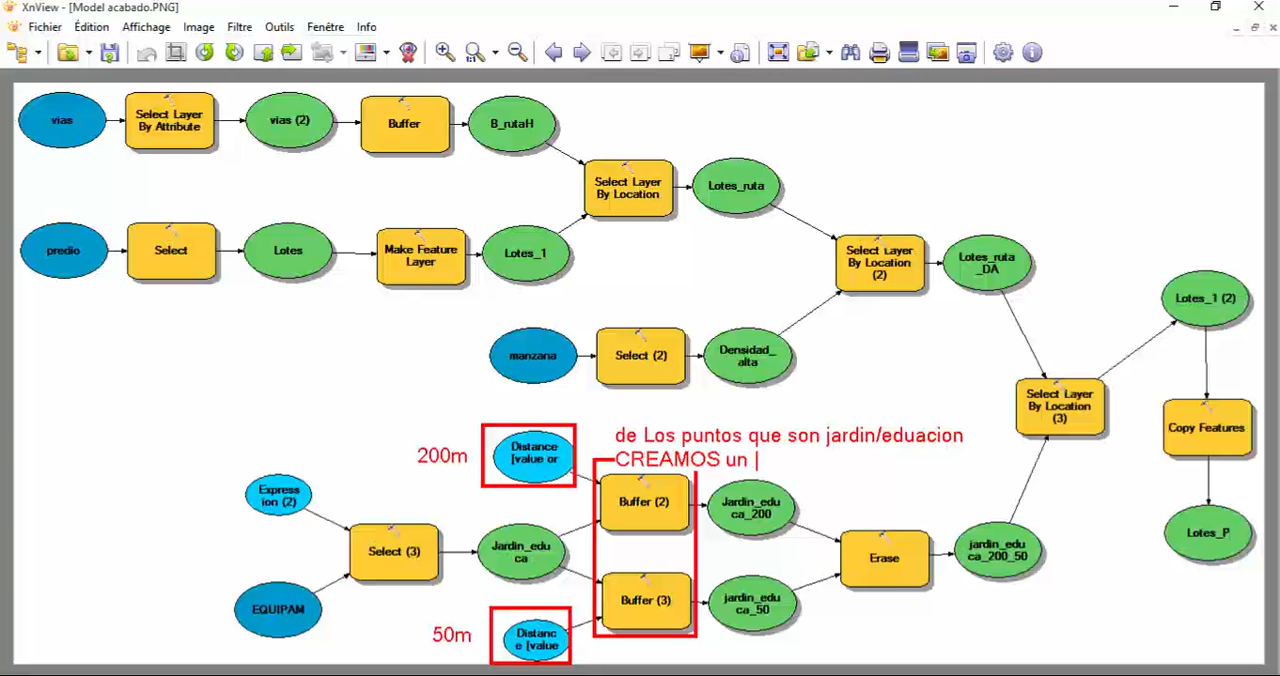 XnView - [Model acabado.PNG]
Fichier Édition Affichage Image Filtre Outils Fenêtre Info
vias
Select Layer
By Attribute
vias (2)
Buffer
B_rutaH
Select Layer
By Location
Lotes_ruta
predio
Select
Lotes
Make Feature
Layer
Lotes_1
Select Layer
By Location
(2)
Lotes_ruta
_DA
Lotes_1 (2)
manzana
Select (2)
Densidad_
alta
Select Layer
By Location
(3)
Copy Features
Lotes_P
200m
Distance
[value or
de Los puntos que son jardin/eduacion
CREAMOS un |
Express
ion (2)
Buffer (2)
Jardin_edu
ca_200
Select (3)
Jardin_edu
ca
Erase
jardin_edu
ca_200_50
EQUIPAM
Buffer (3)
jardin_edu
ca_50
50m
Distanc
e [value